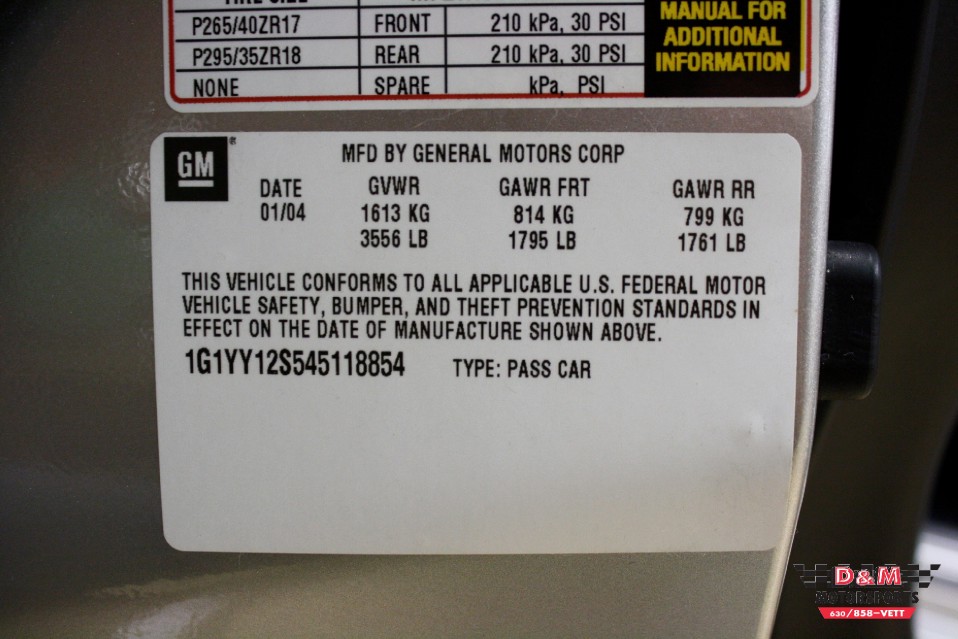 P265/40ZR17 FRONT 210 kPa, 30 PSI
P295/35ZR18 REAR 210 kPa, 30 PSI
NONE SPARE kPa, PSI
MANUAL FOR
ADDITIONAL
INFORMATION
GM
MFD BY GENERAL MOTORS CORP
DATE GVWR GAWR FRT GAWR RR
01/04 1613 KG 814 KG 799 KG
3556 LB 1795 LB 1761 LB
THIS VEHICLE CONFORMS TO ALL APPLICABLE U.S. FEDERAL MOTOR
VEHICLE SAFETY, BUMPER, AND THEFT PREVENTION STANDARDS IN
EFFECT ON THE DATE OF MANUFACTURE SHOWN ABOVE.
1G1YY12S545118854 TYPE: PASS CAR
D&M
MOTORSPORTS
630/858-VETT